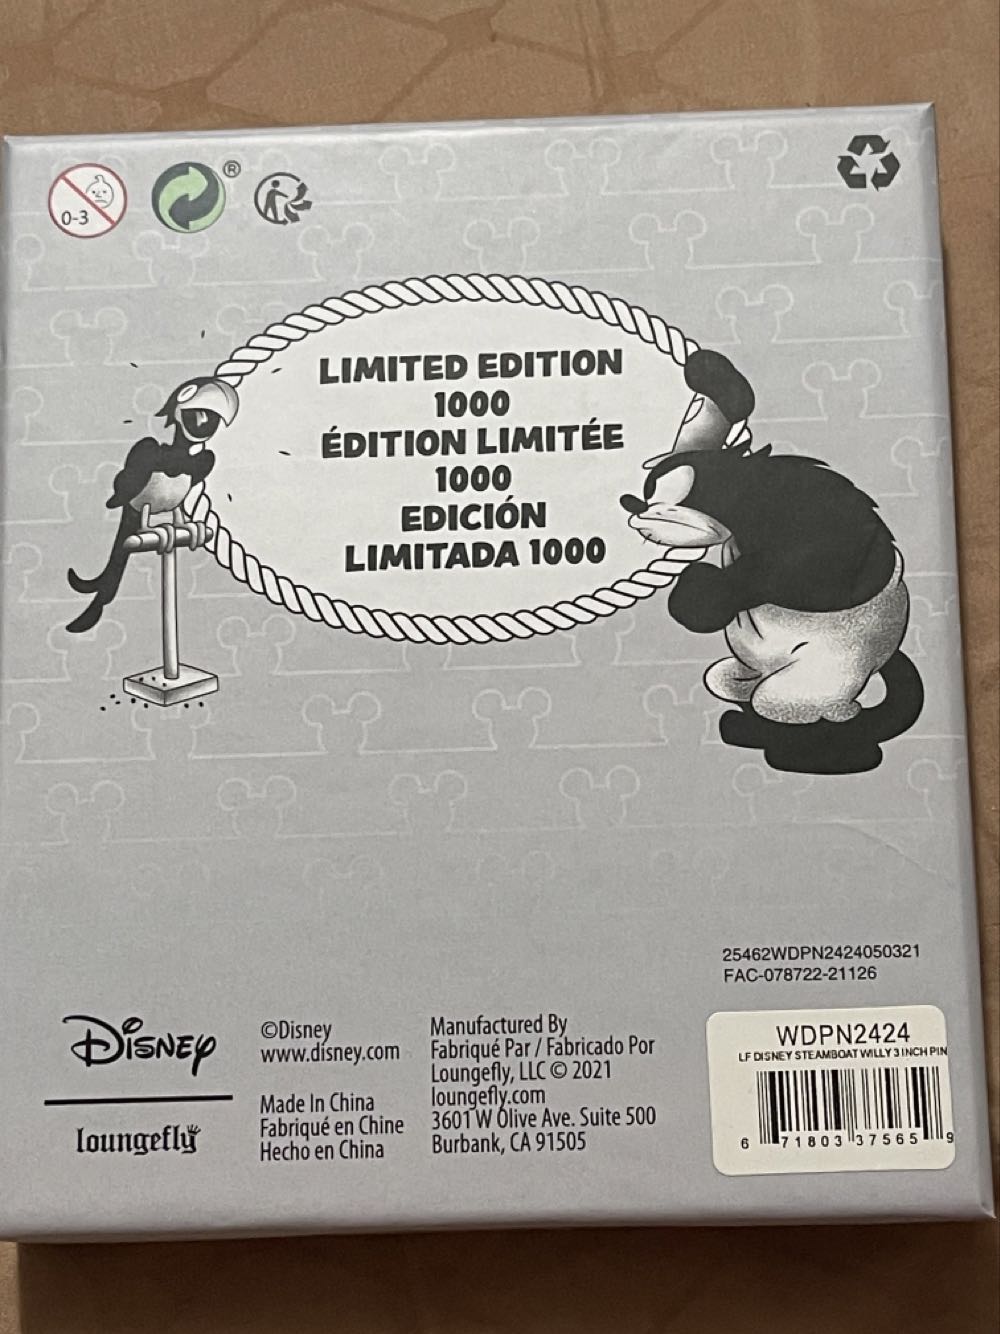 0-3
®
LIMITED EDITION
1000
ÉDITION LIMITÉE
1000
EDICIÓN
LIMITADA 1000
25462WDPN2424050321
FAC-078722-21126
Disney
loungefly
©Disney
www.disney.com
Made In China
Fabriqué en Chine
Hecho en China
Manufactured By
Fabriqué Par / Fabricado Por
Loungefly, LLC © 2021
loungefly.com
3601 W Olive Ave. Suite 500
Burbank, CA 91505
WDPN2424
LF DISNEY STEAMBOAT WILLY 3 INCH PIN
6 71803 37565 9